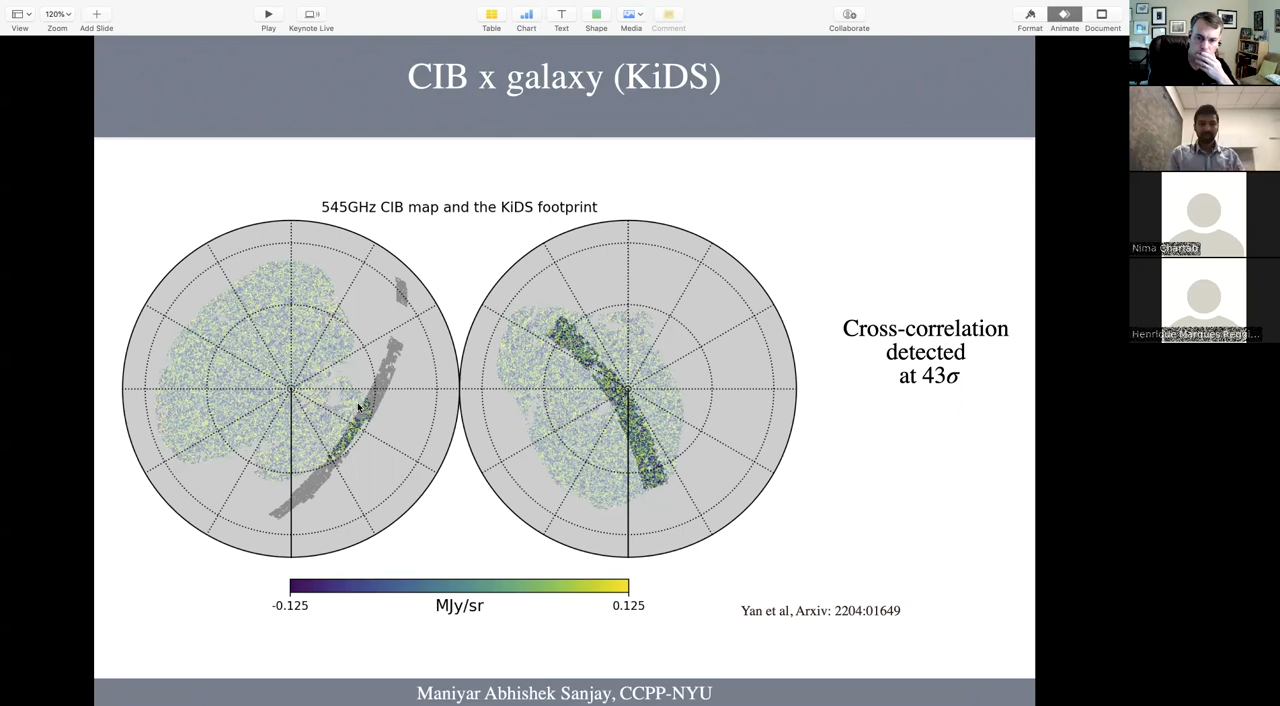 View
120%
Zoom
Add Slide
Play
Keynote Live
Table
Chart
Text
Shape
Media
Comment
Collaborate
Format
Animate
Document
CIB x galaxy (KiDS)
545GHz CIB map and the KiDS footprint
Cross-correlation
detected
at 43σ
-0.125
MJy/sr
0.125
Yan et al, Arxiv: 2204:01649
Maniyar Abhishek Sanjay, CCPP-NYU
Nima Chartab
Henrique Marques